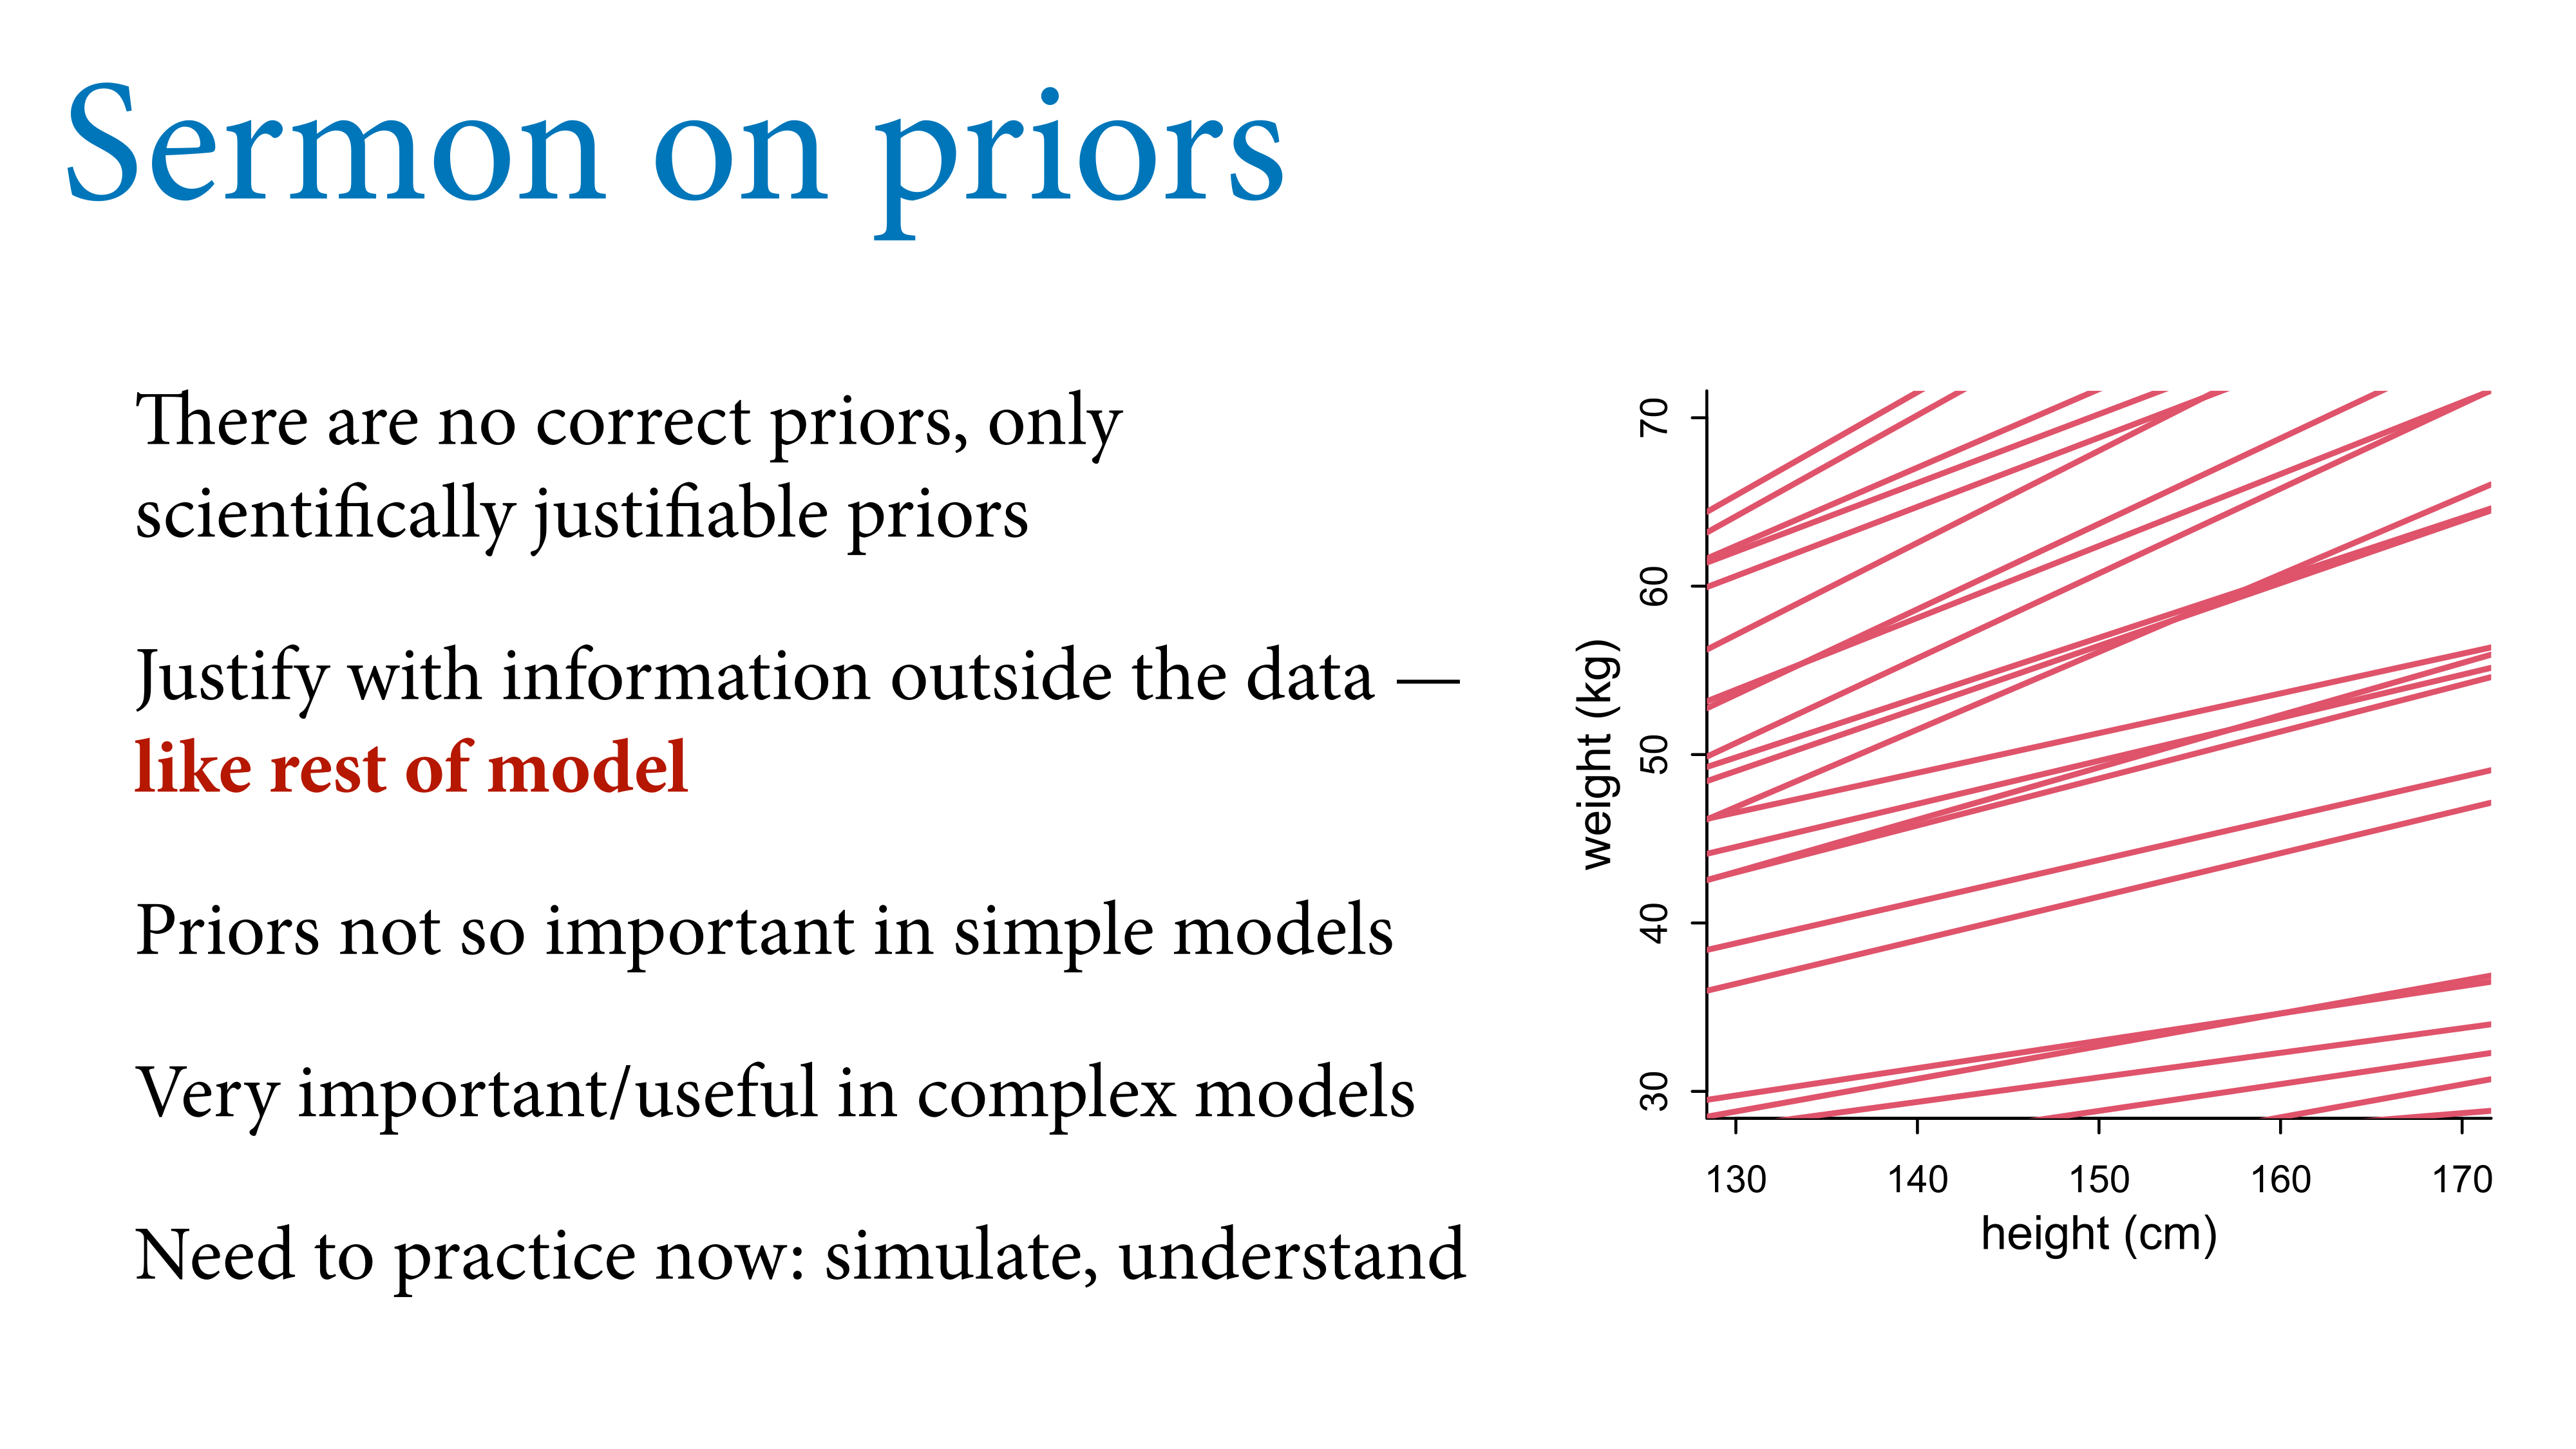 Sermon on priors
There are no correct priors, only
scientifically justifiable priors
Justify with information outside the data —
like rest of model
Priors not so important in simple models
Very important/useful in complex models
Need to practice now: simulate, understand
weight (kg)
70
60
50
40
30
130 140 150 160 170
height (cm)